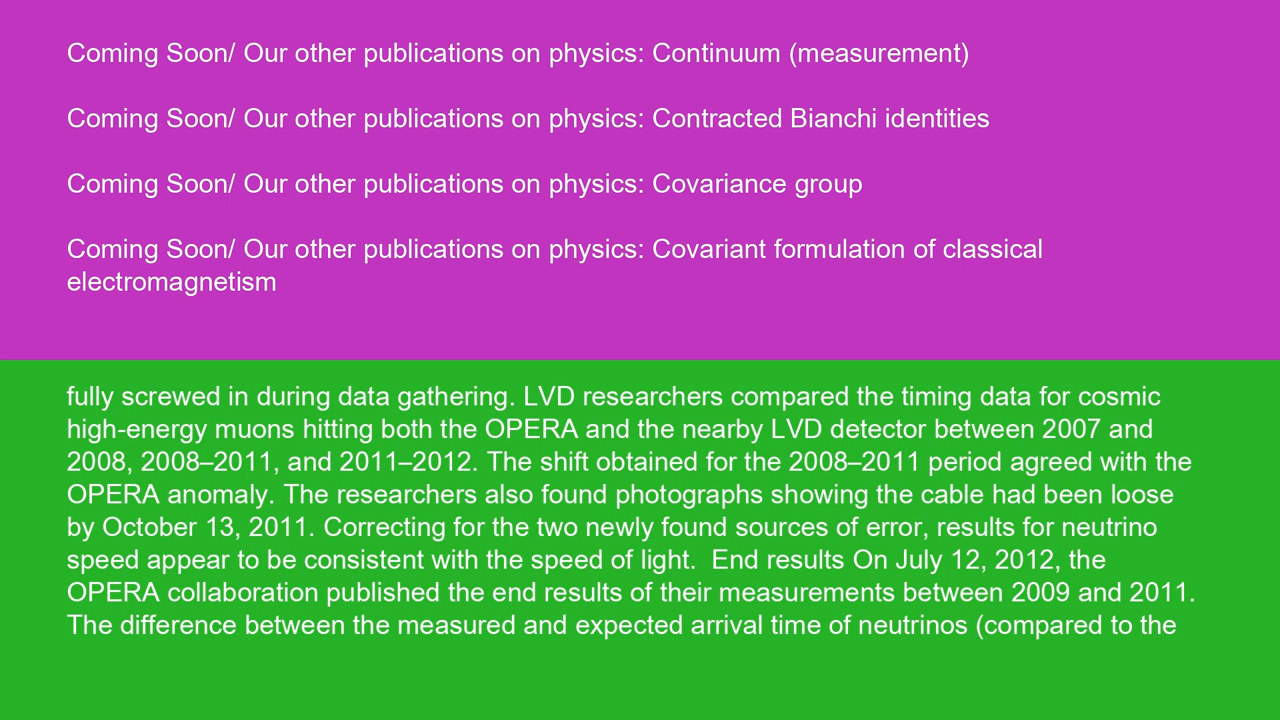 Coming Soon/ Our other publications on physics: Continuum (measurement)
Coming Soon/ Our other publications on physics: Contracted Bianchi identities
Coming Soon/ Our other publications on physics: Covariance group
Coming Soon/ Our other publications on physics: Covariant formulation of classical
electromagnetism
fully screwed in during data gathering. LVD researchers compared the timing data for cosmic
high-energy muons hitting both the OPERA and the nearby LVD detector between 2007 and
2008, 2008–2011, and 2011–2012. The shift obtained for the 2008–2011 period agreed with the
OPERA anomaly. The researchers also found photographs showing the cable had been loose
by October 13, 2011. Correcting for the two newly found sources of error, results for neutrino
speed appear to be consistent with the speed of light.  End results On July 12, 2012, the
OPERA collaboration published the end results of their measurements between 2009 and 2011.
The difference between the measured and expected arrival time of neutrinos (compared to the